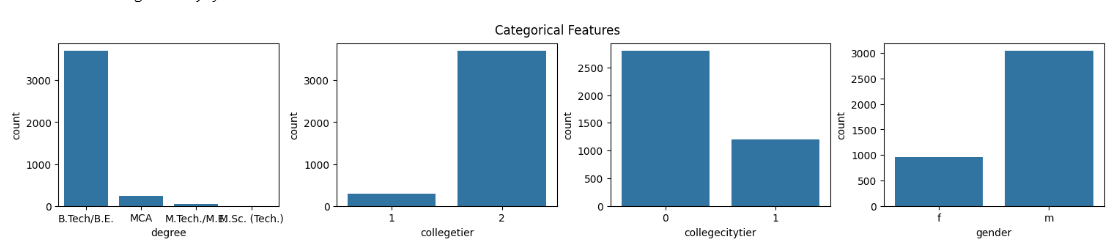 Categorical Features
count
3000
2000
1000
0
B.Tech/B.E.
MCA
M.Tech./M.E.
M.Sc. (Tech.)
degree
count
3000
2000
1000
0
1
2
collegetier
count
2500
2000
1500
1000
500
0
0
1
collegecitytier
count
3000
2500
2000
1500
1000
500
0
f
m
gender